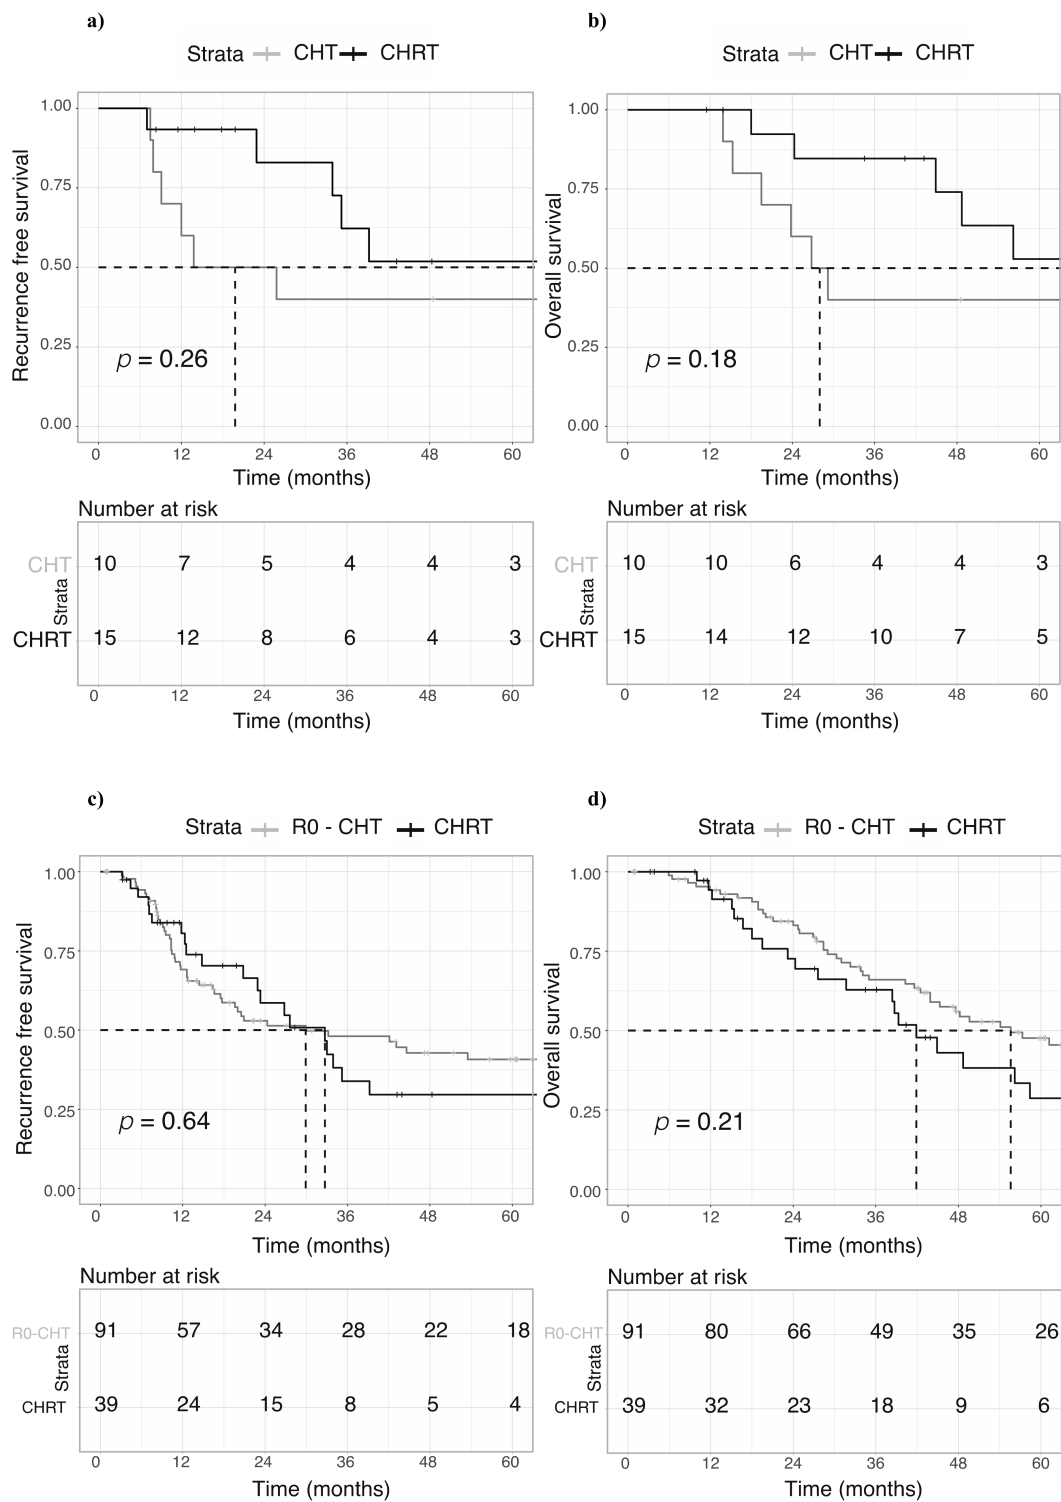 a)
Strata CHT CHRT
Recurrence free survival
1.00
0.75
0.50
0.25
0.00
p = 0.26
0 12 24 36 48 60
Time (months)
Number at risk
Strata
CHT 10 7 5 4 4 3
CHRT 15 12 8 6 4 3
0 12 24 36 48 60
Time (months)
b)
Strata CHT CHRT
Overall survival
1.00
0.75
0.50
0.25
0.00
p = 0.18
0 12 24 36 48 60
Time (months)
Number at risk
Strata
CHT 10 10 6 4 4 3
CHRT 15 14 12 10 7 5
0 12 24 36 48 60
Time (months)
c)
Strata R0 - CHT CHRT
Recurrence free survival
1.00
0.75
0.50
0.25
0.00
p = 0.64
0 12 24 36 48 60
Time (months)
Number at risk
Strata
R0-CHT 91 57 34 28 22 18
CHRT 39 24 15 8 5 4
0 12 24 36 48 60
Time (months)
d)
Strata R0 - CHT CHRT
Overall survival
1.00
0.75
0.50
0.25
0.00
p = 0.21
0 12 24 36 48 60
Time (months)
Number at risk
Strata
R0-CHT 91 80 66 49 35 26
CHRT 39 32 23 18 9 6
0 12 24 36 48 60
Time (months)